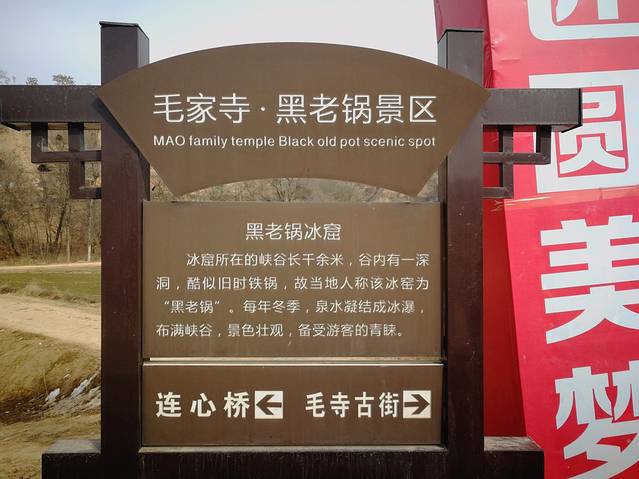 毛家寺·黑老锅景区
MAO family temple Black old pot scenic spot
黑老锅冰窟
冰窟所在的峡谷长千余米，谷内有一深
洞，酷似旧时铁锅，故当地人称该冰窑为
“黑老锅”。每年冬季，泉水凝结成冰瀑，
布满峡谷，景色壮观，备受游客的青睐。
连心桥← 毛寺古街→
圆
美
梦